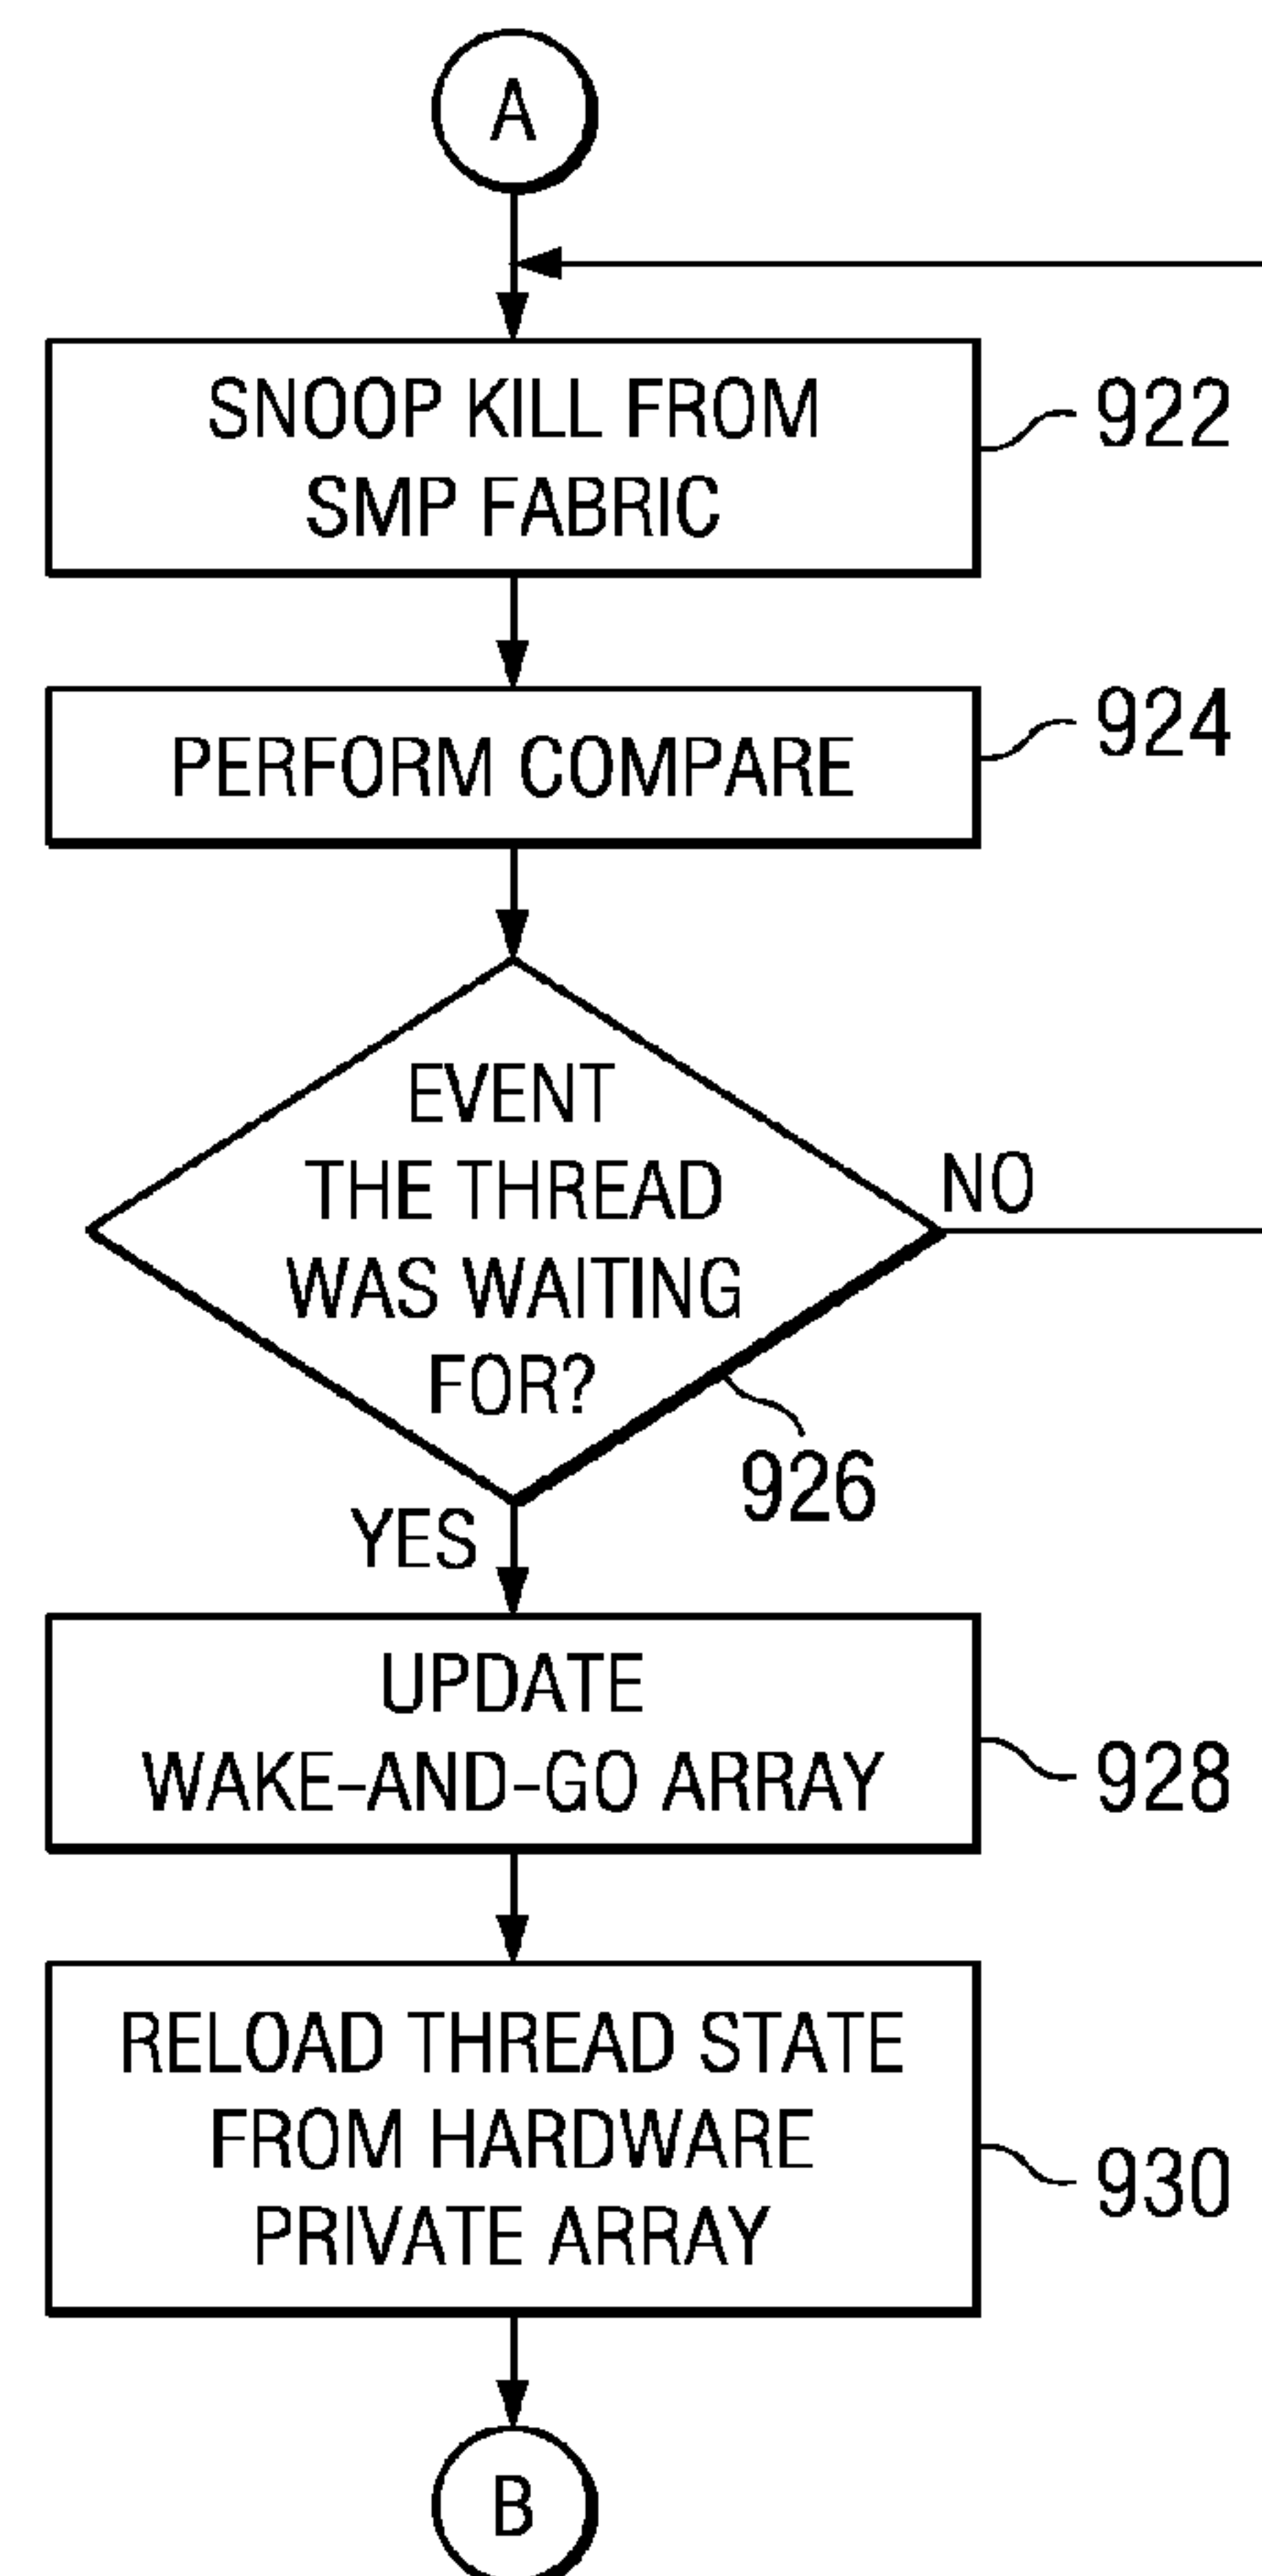 A
SNOOP KILL FROM
SMP FABRIC
922
PERFORM COMPARE
924
EVENT
THE THREAD
WAS WAITING
FOR?
NO
926
YES
UPDATE
WAKE-AND-GO ARRAY
928
RELOAD THREAD STATE
FROM HARDWARE
PRIVATE ARRAY
930
B